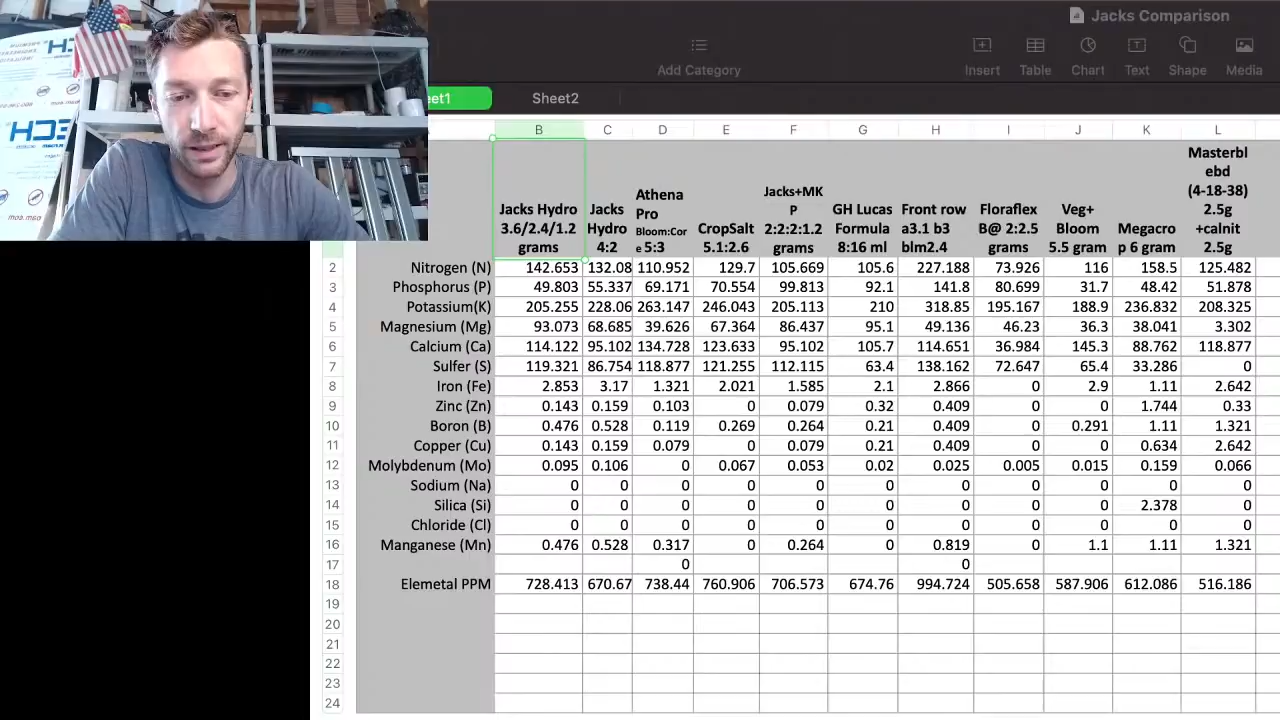 Jacks Comparison
Add Category
Insert
Table
Chart
Text
Shape
Media
eet1
Sheet2
B C D E F G H I J K L
Jacks Hydro
3.6/2.4/1.2
grams
Jacks
Hydro
4:2
Athena
Pro
Bloom:Cor
e 5:3
CropSalt
5.1:2.6
Jacks+MK
P
2:2:2:1.2
grams
GH Lucas
Formula
8:16 ml
Front row
a3.1 b3
blm2.4
Floraflex
B@ 2:2.5
grams
Veg+
Bloom
5.5 gram
Megacro
p 6 gram
Masterbl
ebd
(4-18-38)
2.5g
+calnit
2.5g
2 Nitrogen (N) 142.653 132.08 110.952 129.7 105.669 105.6 227.188 73.926 116 158.5 125.482
3 Phosphorus (P) 49.803 55.337 69.171 70.554 99.813 92.1 141.8 80.699 31.7 48.42 51.878
4 Potassium(K) 205.255 228.06 263.147 246.043 205.113 210 318.85 195.167 188.9 236.832 208.325
5 Magnesium (Mg) 93.073 68.685 39.626 67.364 86.437 95.1 49.136 46.23 36.3 38.041 3.302
6 Calcium (Ca) 114.122 95.102 134.728 123.633 95.102 105.7 114.651 36.984 145.3 88.762 118.877
7 Sulfer (S) 119.321 86.754 118.877 121.255 112.115 63.4 138.162 72.647 65.4 33.286 0
8 Iron (Fe) 2.853 3.17 1.321 2.021 1.585 2.1 2.866 0 2.9 1.11 2.642
9 Zinc (Zn) 0.143 0.159 0.103 0 0.079 0.32 0.409 0 0 1.744 0.33
10 Boron (B) 0.476 0.528 0.119 0.269 0.264 0.21 0.409 0 0.291 1.11 1.321
11 Copper (Cu) 0.143 0.159 0.079 0 0.079 0.21 0.409 0 0 0.634 2.642
12 Molybdenum (Mo) 0.095 0.106 0 0.067 0.053 0.02 0.025 0.005 0.015 0.159 0.066
13 Sodium (Na) 0 0 0 0 0 0 0 0 0 0 0
14 Silica (Si) 0 0 0 0 0 0 0 0 0 2.378 0
15 Chloride (Cl) 0 0 0 0 0 0 0 0 0 0 0
16 Manganese (Mn) 0.476 0.528 0.317 0 0.264 0 0.819 0 1.1 1.11 1.321
17 0 0
18 Elemetal PPM 728.413 670.67 738.44 760.906 706.573 674.76 994.724 505.658 587.906 612.086 516.186
19
20
21
22
23
24